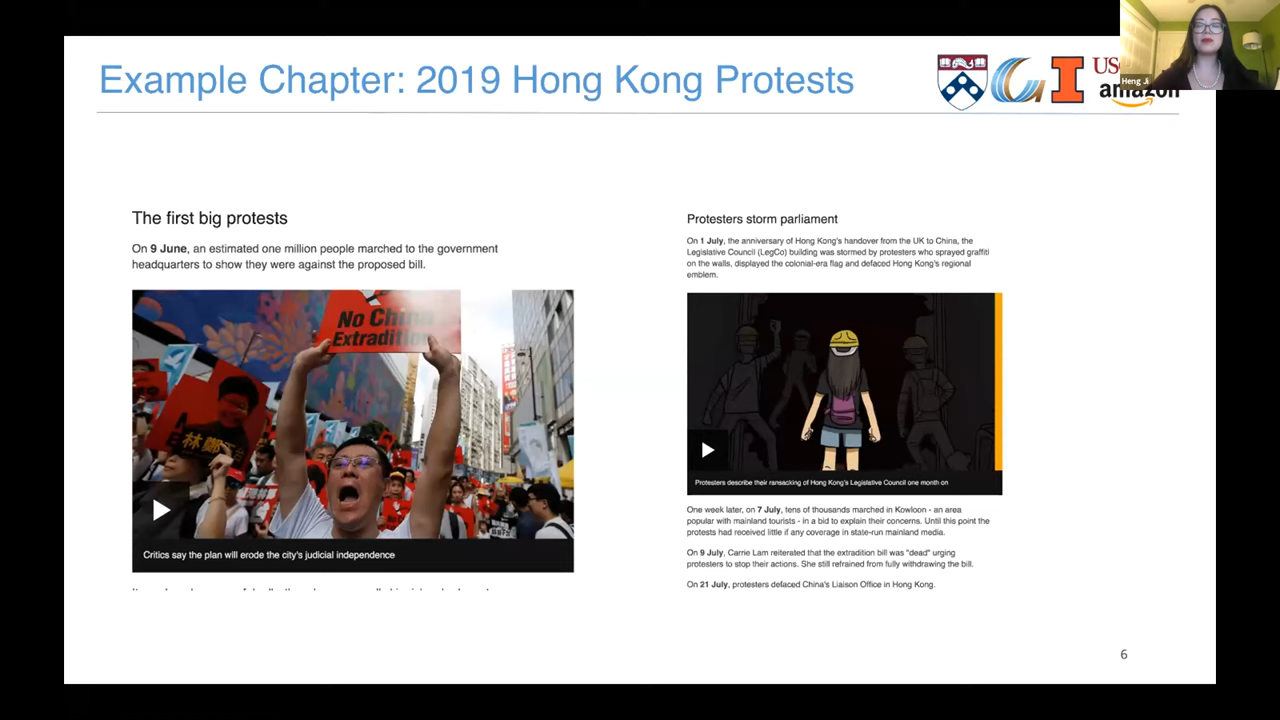 Example Chapter: 2019 Hong Kong Protests
US
amazon
Heng Ji
The first big protests
On 9 June, an estimated one million people marched to the government
headquarters to show they were against the proposed bill.
No China
Extradition
林鄭
Critics say the plan will erode the city's judicial independence
Protesters storm parliament
On 1 July, the anniversary of Hong Kong's handover from the UK to China, the
Legislative Council (LegCo) building was stormed by protesters who sprayed graffiti
on the walls, displayed the colonial-era flag and defaced Hong Kong's regional
emblem.
Protesters describe their ransacking of Hong Kong's Legislative Council one month on
One week later, on 7 July, tens of thousands marched in Kowloon - an area
popular with mainland tourists - in a bid to explain their concerns. Until this point the
protests had received little if any coverage in state-run mainland media.
On 9 July, Carrie Lam reiterated that the extradition bill was "dead" urging
protesters to stop their actions. She still refrained from fully withdrawing the bill.
On 21 July, protesters defaced China's Liaison Office in Hong Kong.
6